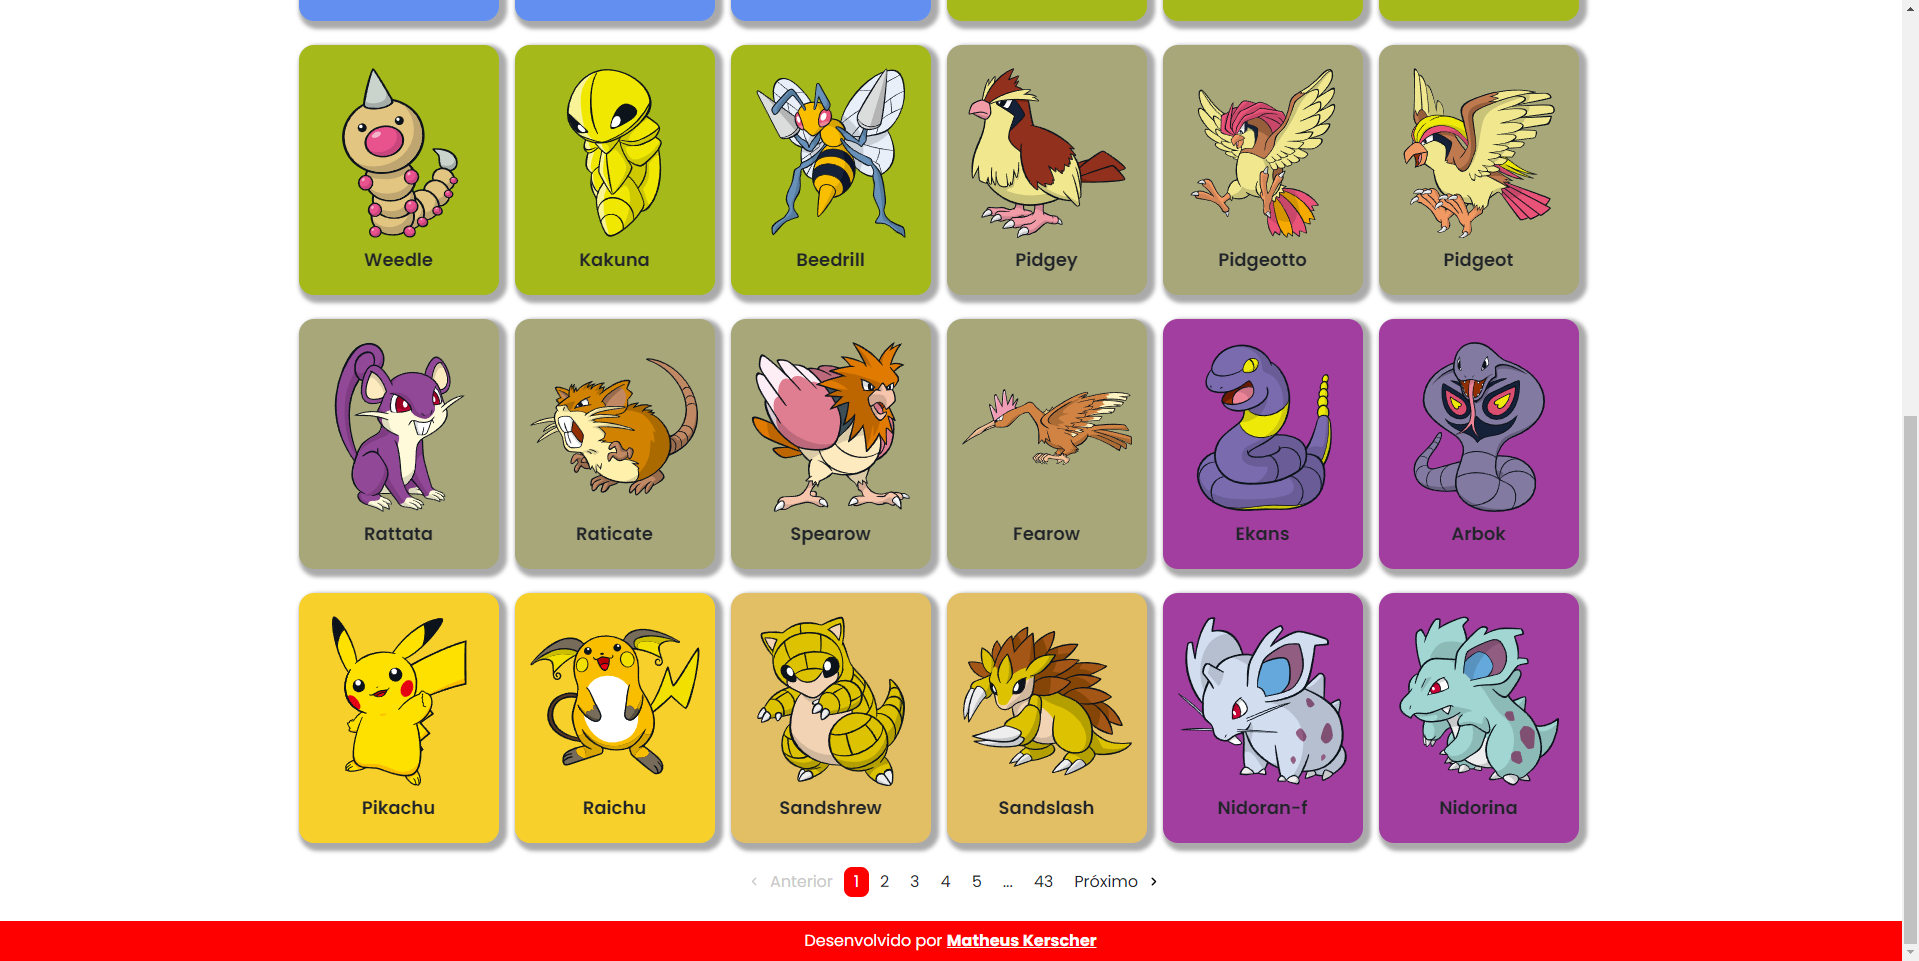 Weedle
Kakuna
Beedrill
Pidgey
Pidgeotto
Pidgeot
Rattata
Raticate
Spearow
Fearow
Ekans
Arbok
Pikachu
Raichu
Sandshrew
Sandslash
Nidoran-f
Nidorina
‹ Anterior 1 2 3 4 5 ... 43 Próximo ›
Desenvolvido por Matheus Kerscher